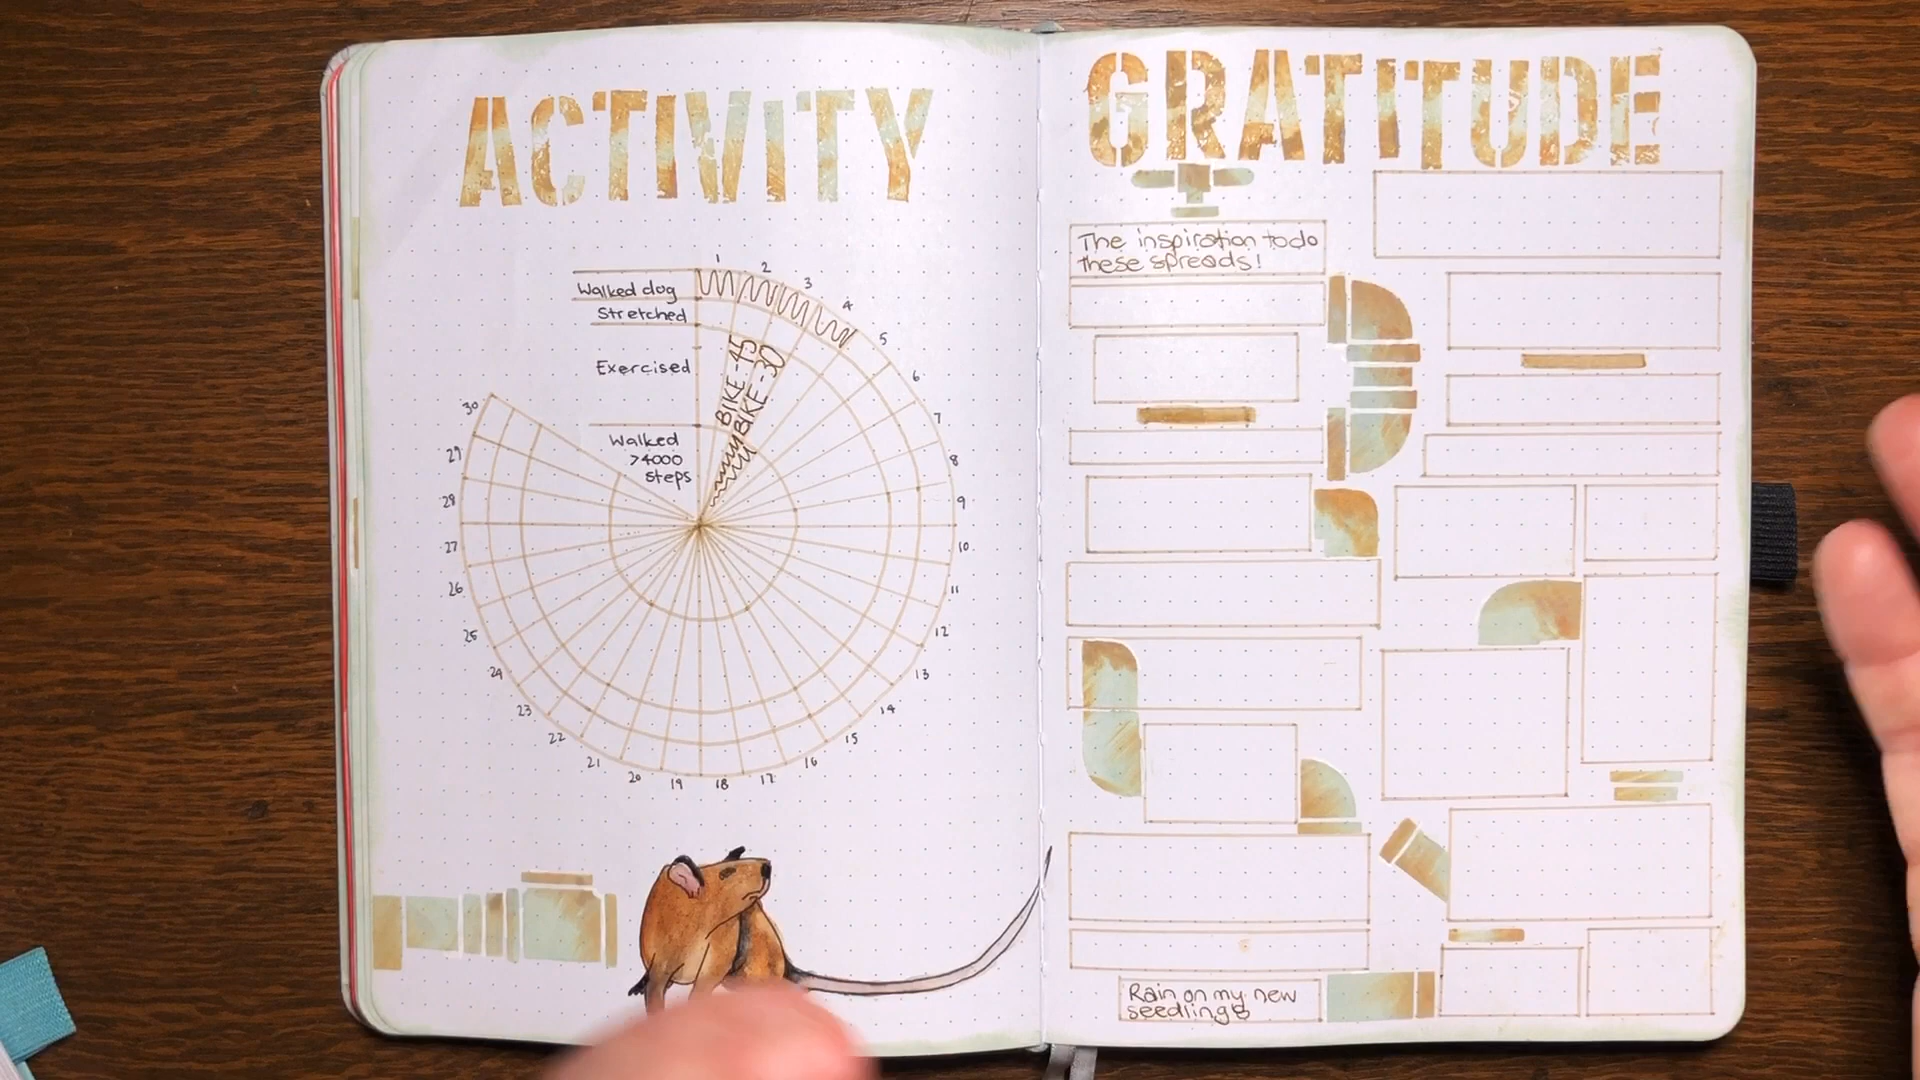 ACTIVITY
Walked dog
Stretched
Exercised
Walked
>4000
steps
BIKE - 45
BIKE - 30
1
2
3
4
5
6
7
8
9
10
11
12
13
14
15
16
17
18
19
20
21
22
23
24
25
26
27
28
29
30
GRATITUDE
The inspiration to do
these spreads!
Rain on my new
seedlings